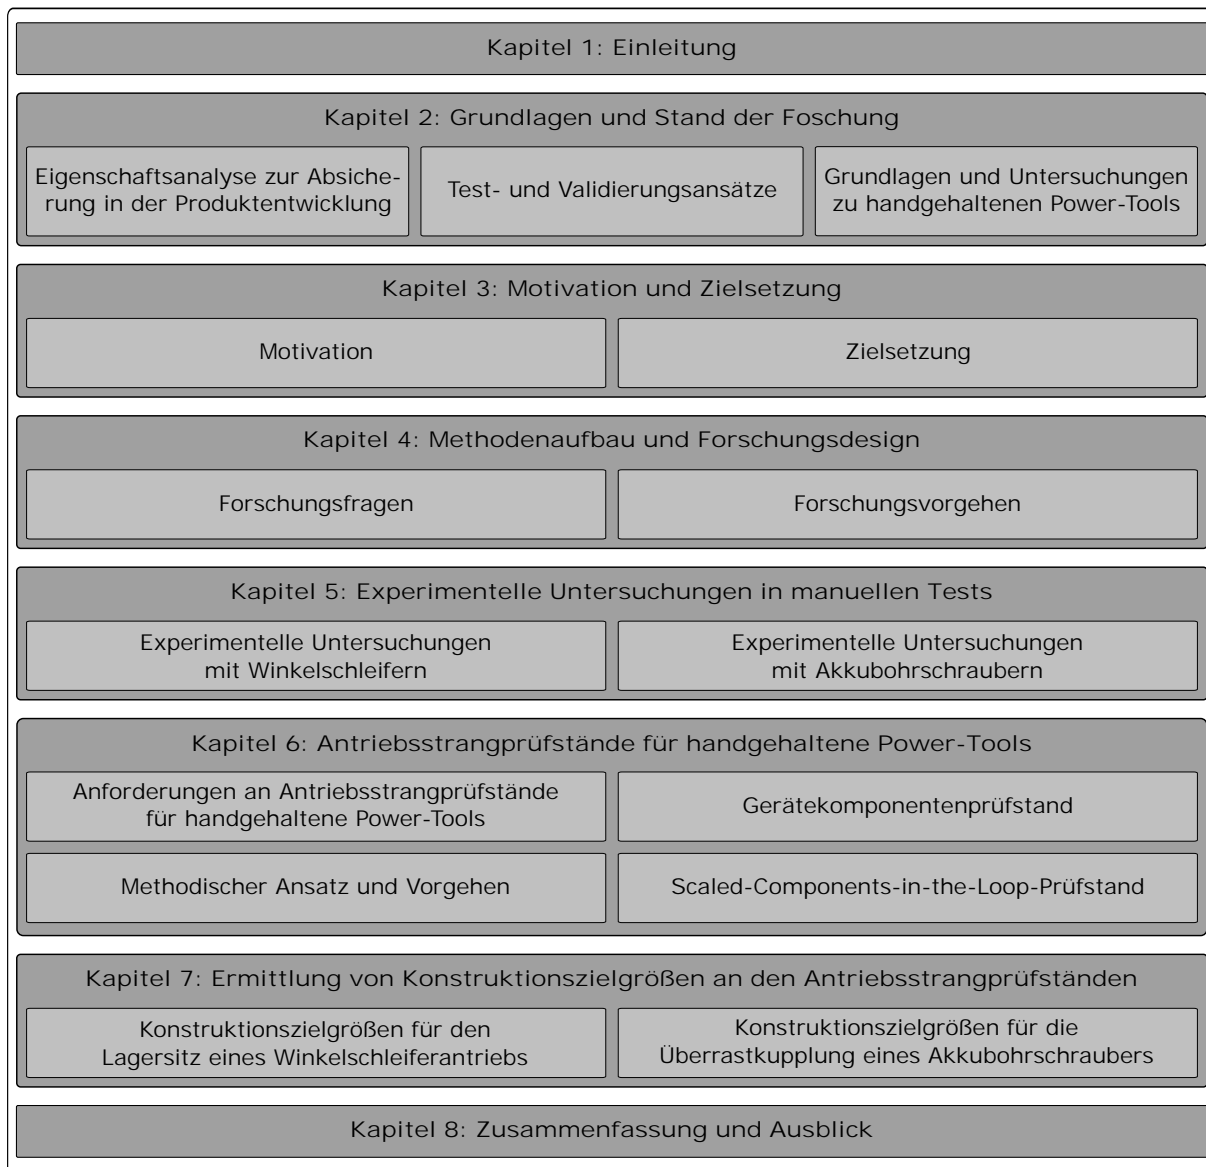 Kapitel 1: Einleitung
Kapitel 2: Grundlagen und Stand der Foschung
Eigenschaftsanalyse zur Absiche-
rung in der Produktentwicklung
Test- und Validierungsansätze
Grundlagen und Untersuchungen
zu handgehaltenen Power-Tools
Kapitel 3: Motivation und Zielsetzung
Motivation
Zielsetzung
Kapitel 4: Methodenaufbau und Forschungsdesign
Forschungsfragen
Forschungsvorgehen
Kapitel 5: Experimentelle Untersuchungen in manuellen Tests
Experimentelle Untersuchungen
mit Winkelschleifern
Experimentelle Untersuchungen
mit Akkubohrschraubern
Kapitel 6: Antriebsstrangprüfstände für handgehaltene Power-Tools
Anforderungen an Antriebsstrangprüfstände
für handgehaltene Power-Tools
Gerätekomponentenprüfstand
Methodischer Ansatz und Vorgehen
Scaled-Components-in-the-Loop-Prüfstand
Kapitel 7: Ermittlung von Konstruktionszielgrößen an den Antriebsstrangprüfständen
Konstruktionszielgrößen für den
Lagersitz eines Winkelschleiferantriebs
Konstruktionszielgrößen für die
Überrastkupplung eines Akkubohrschraubers
Kapitel 8: Zusammenfassung und Ausblick